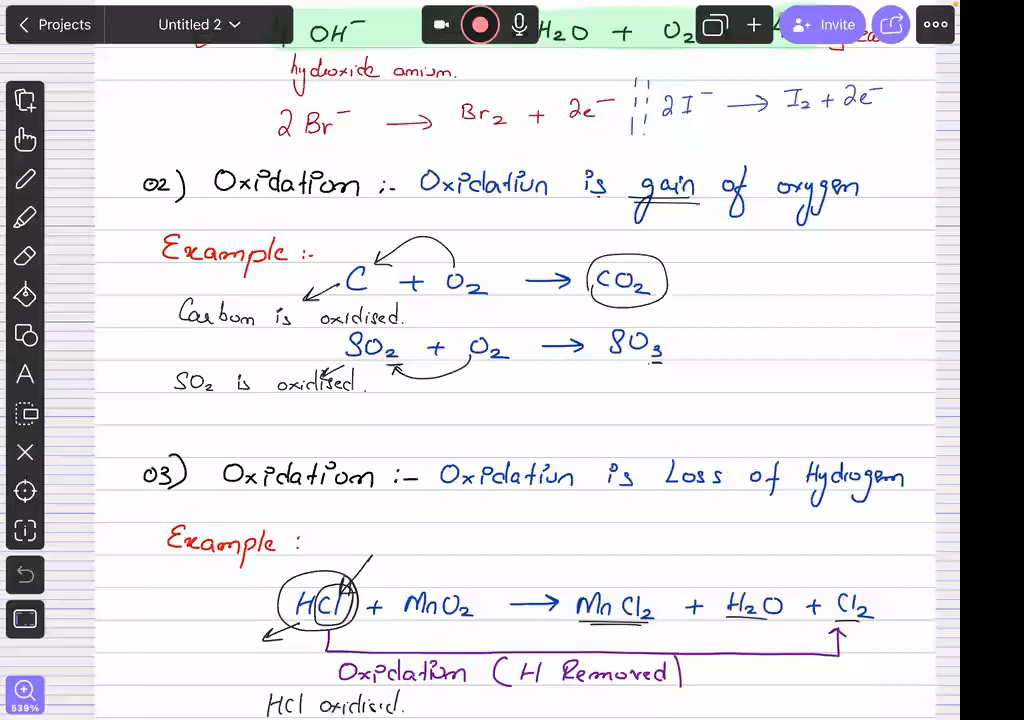 Projects Untitled 2 Invite
OH⁻ H₂O + O₂
hydroxide amium.
2Br⁻ → Br₂ + 2e⁻ 2I⁻ → I₂ + 2e⁻
02) Oxidation :- Oxidation is gain of oxygen
Example :-
C + O₂ → CO₂
Carbon is oxidised.
SO₂ + O₂ → SO₃
SO₂ is oxidised.
03) Oxidation :- Oxidation is Loss of Hydrogen
Example :
HCl + MnO₂ → MnCl₂ + H₂O + Cl₂
Oxidation (H Removed)
HCl oxidisid.
539%